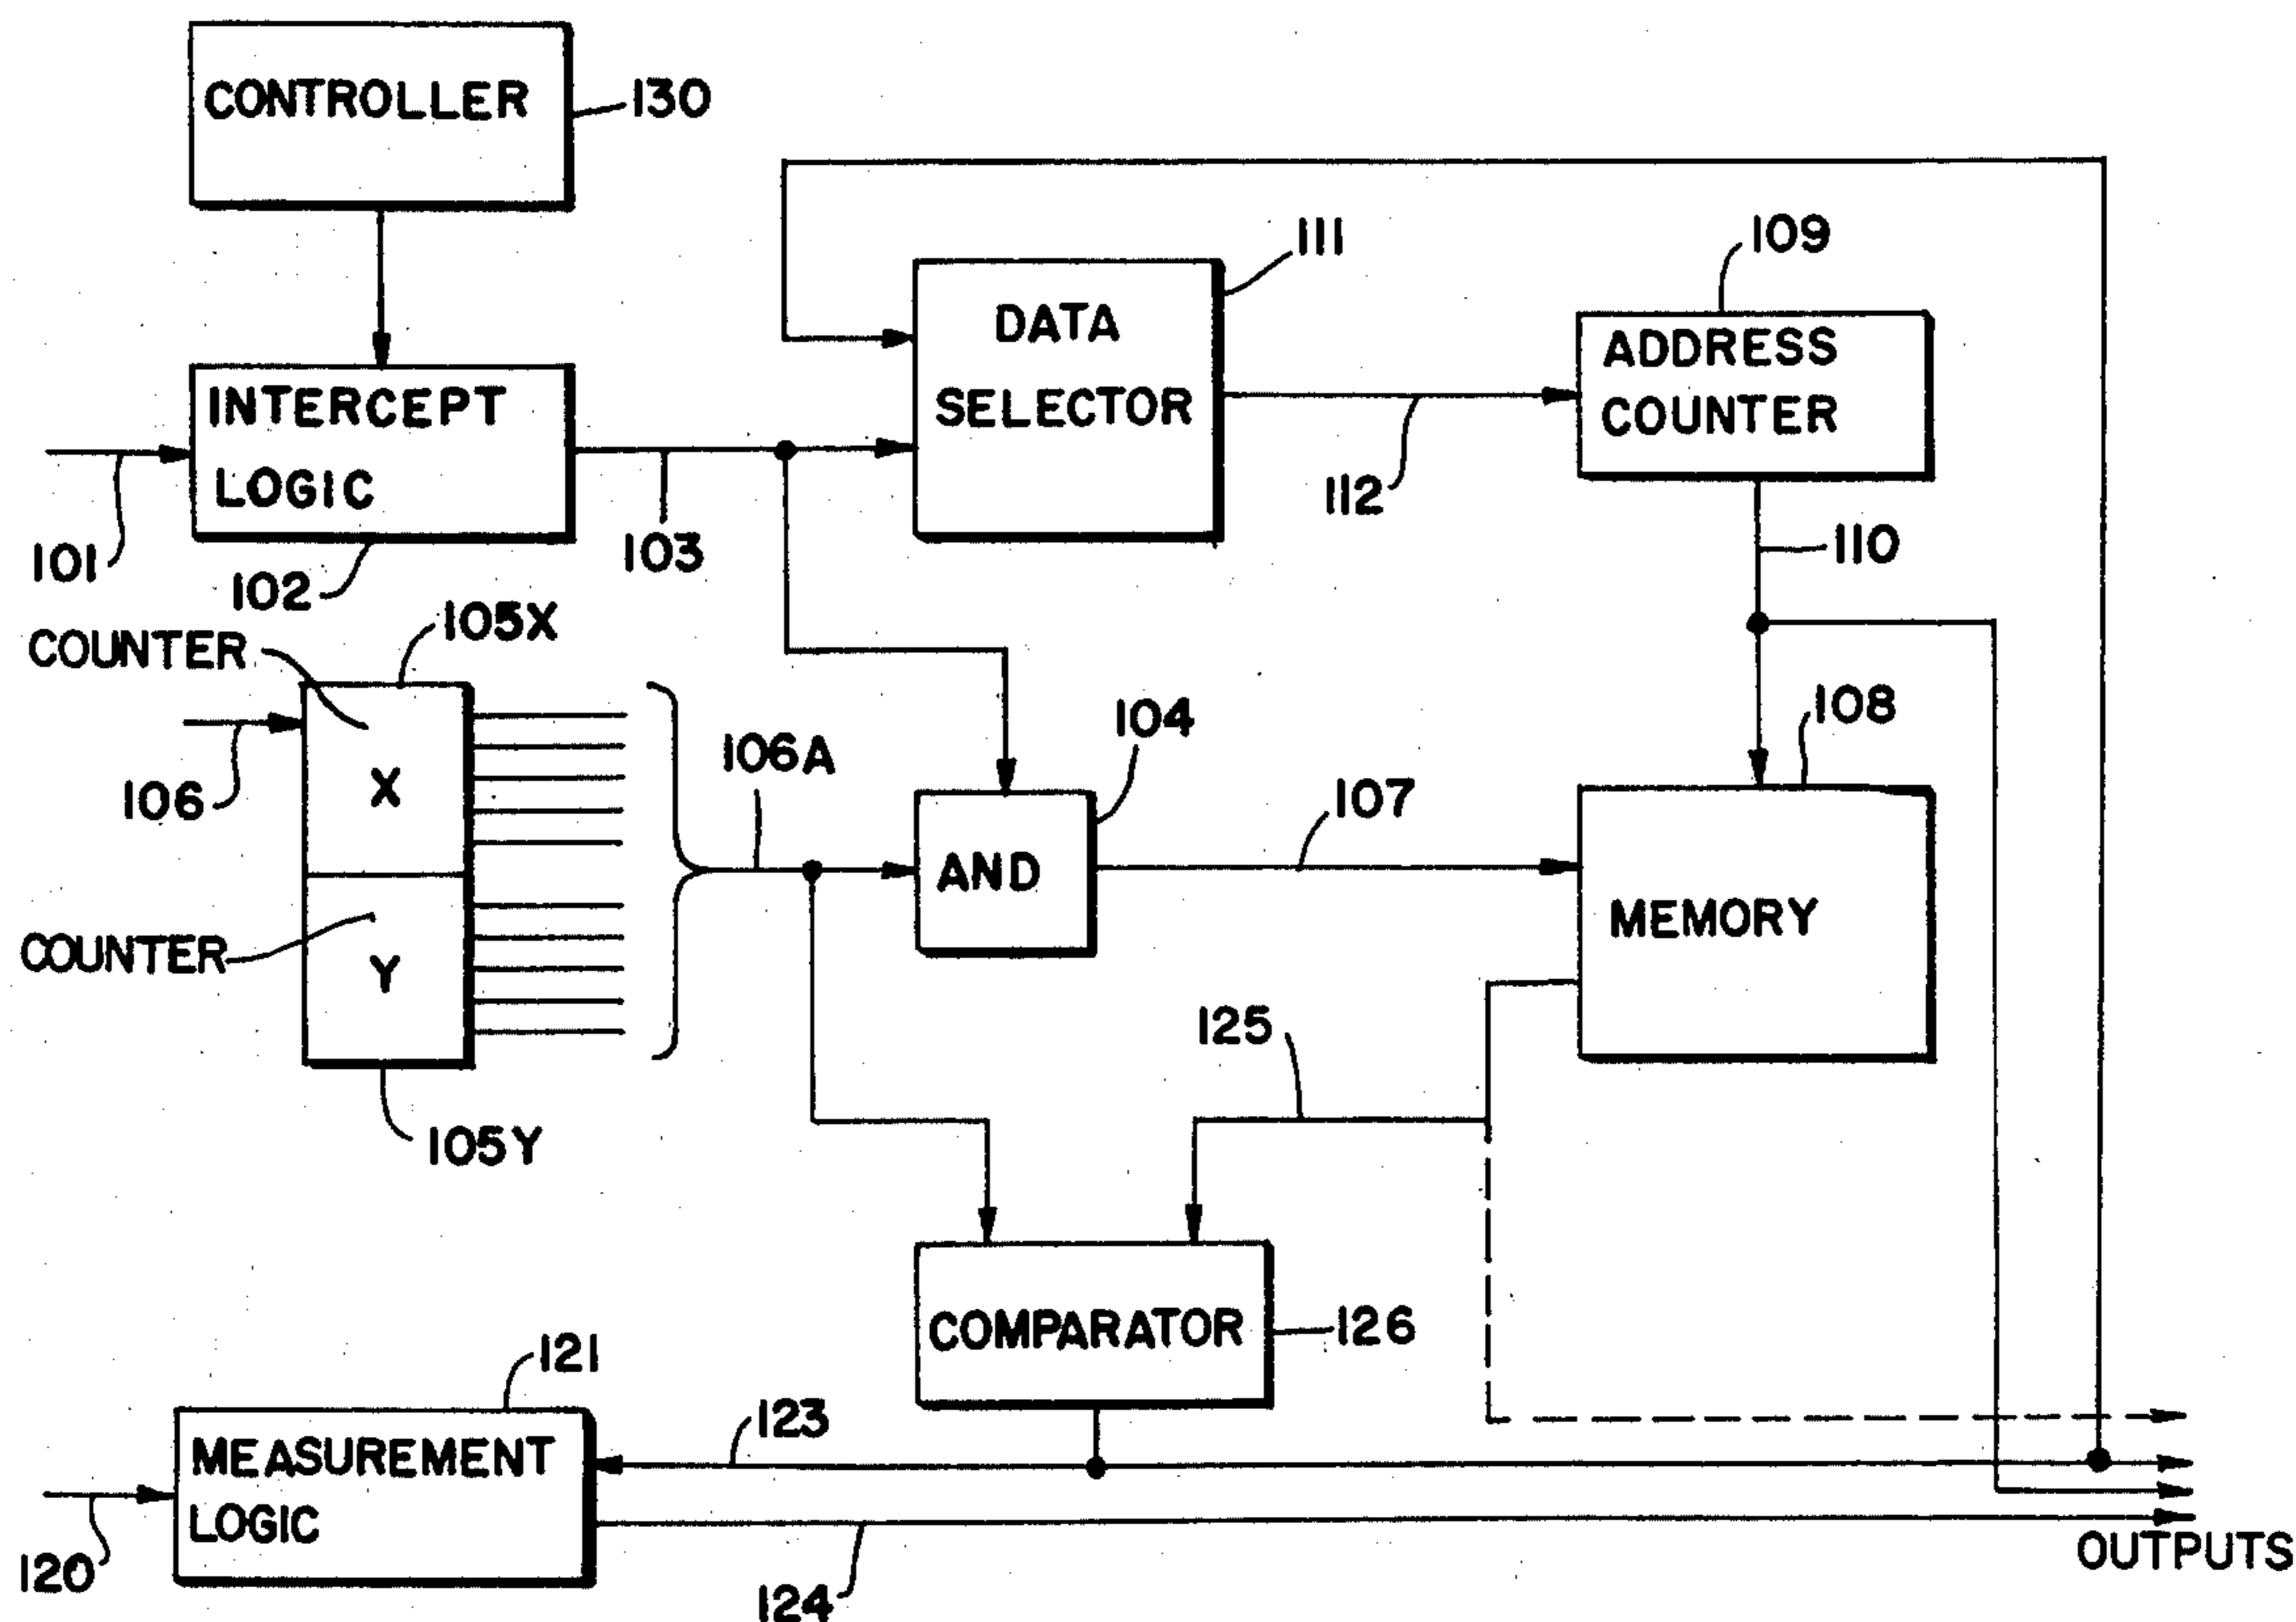 CONTROLLER
130
111
109
DATA
SELECTOR
ADDRESS
COUNTER
INTERCEPT
LOGIC
101
102
103
112
110
COUNTER
105X
X
106
106A
104
108
107
AND
MEMORY
COUNTER
Y
105Y
125
COMPARATOR
126
121
123
MEASUREMENT
LOGIC
120
124
OUTPUTS